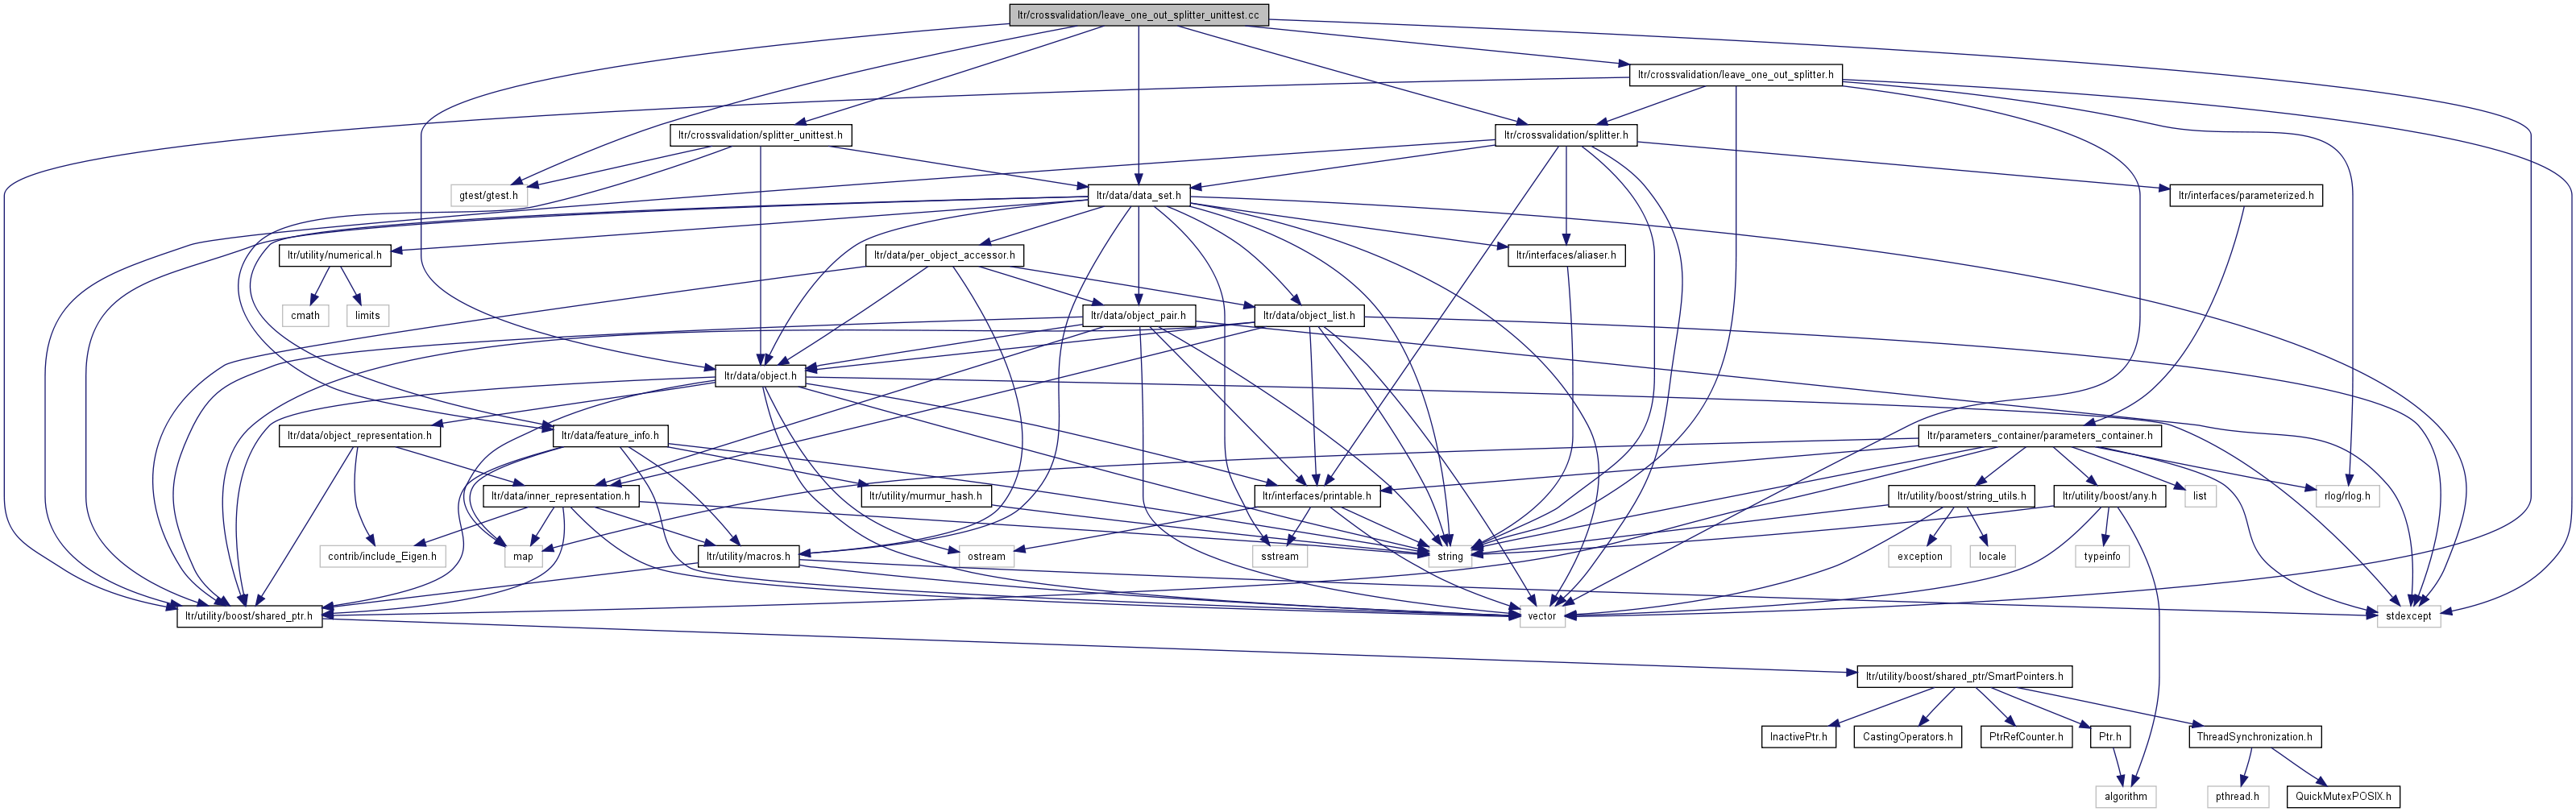 ltr/crossvalidation/leave_one_out_splitter_unittest.cc
ltr/crossvalidation/leave_one_out_splitter.h
ltr/crossvalidation/splitter_unittest.h
ltr/crossvalidation/splitter.h
gtest/gtest.h
ltr/data/data_set.h
ltr/interfaces/parameterized.h
ltr/utility/numerical.h
ltr/data/per_object_accessor.h
ltr/interfaces/aliaser.h
cmath
limits
ltr/data/object_pair.h
ltr/data/object_list.h
ltr/data/object.h
ltr/data/object_representation.h
ltr/data/feature_info.h
ltr/parameters_container/parameters_container.h
ltr/data/inner_representation.h
ltr/utility/murmur_hash.h
ltr/interfaces/printable.h
ltr/utility/boost/string_utils.h
ltr/utility/boost/any.h
list
rlog/rlog.h
contrib/include_Eigen.h
map
ltr/utility/macros.h
ostream
sstream
string
exception
locale
typeinfo
ltr/utility/boost/shared_ptr.h
vector
stdexcept
ltr/utility/boost/shared_ptr/SmartPointers.h
InactivePtr.h
CastingOperators.h
PtrRefCounter.h
Ptr.h
ThreadSynchronization.h
algorithm
pthread.h
QuickMutexPOSIX.h